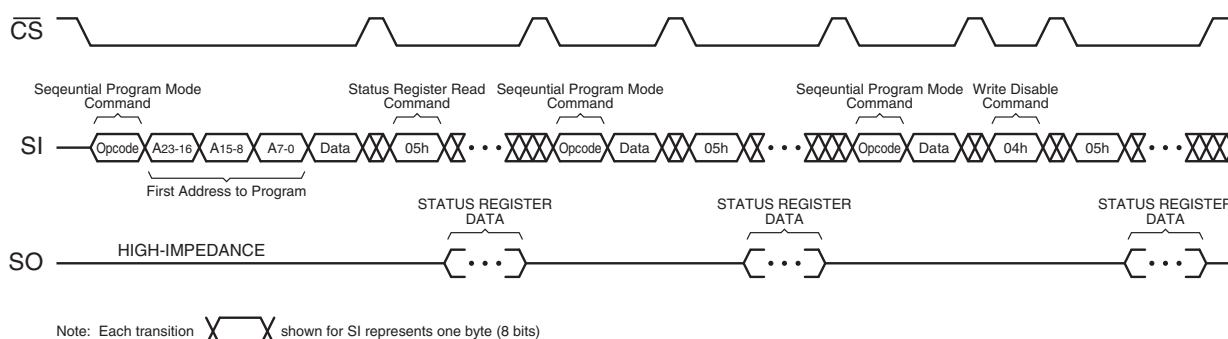 CS
Seqeuntial Program Mode
Command
Status Register Read
Command
Seqeuntial Program Mode
Command
Seqeuntial Program Mode
Command
Write Disable
Command
SI
Opcode A23-16 A15-8 A7-0 Data 05h Opcode Data 05h Opcode Data 04h 05h
First Address to Program
STATUS REGISTER
DATA
STATUS REGISTER
DATA
STATUS REGISTER
DATA
SO
HIGH-IMPEDANCE
Note: Each transition shown for SI represents one byte (8 bits)